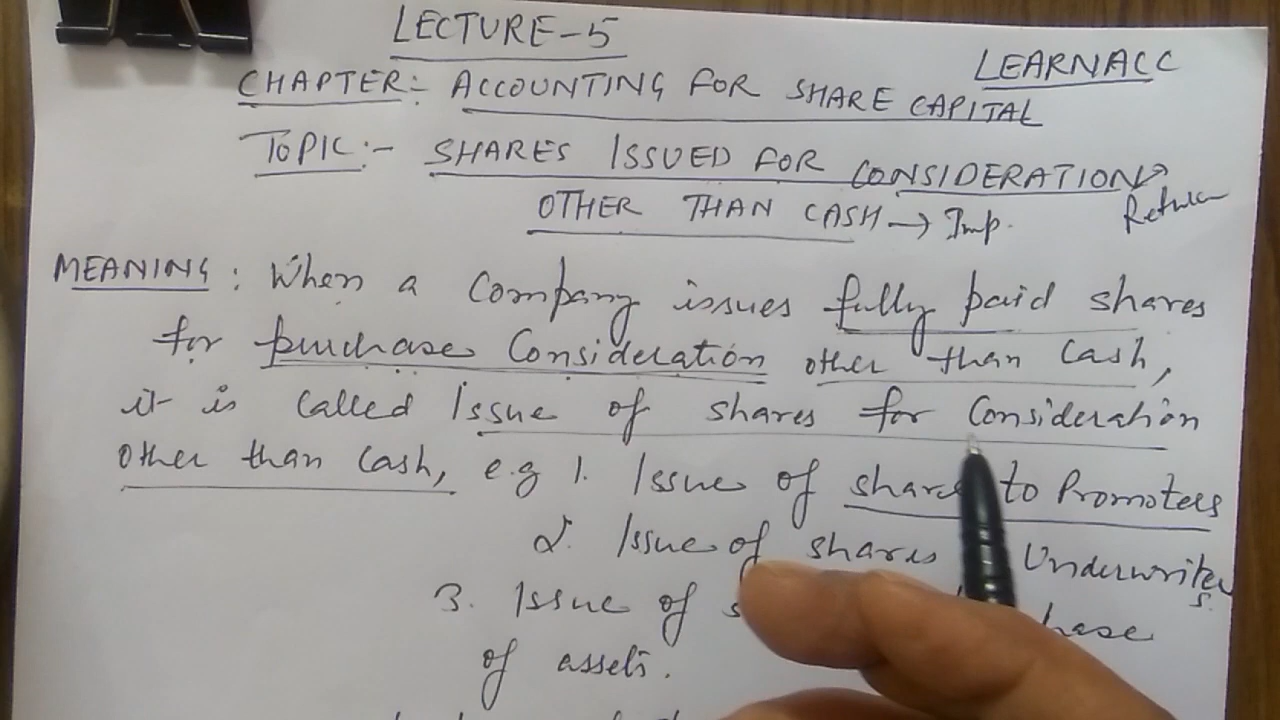 LECTURE-5
LEARNACC
CHAPTER:- ACCOUNTING FOR SHARE CAPITAL
TOPIC:- SHARES ISSUED FOR CONSIDERATION
OTHER THAN CASH → Imp.
MEANING: When a Company issues fully paid shares
for purchase Consideration other than Cash,
it is called Issue of shares for Consideration
other than Cash, e.g 1. Issue of share to Promoters
2. Issue of shares Underwriters.
3. Issue of
of assets.